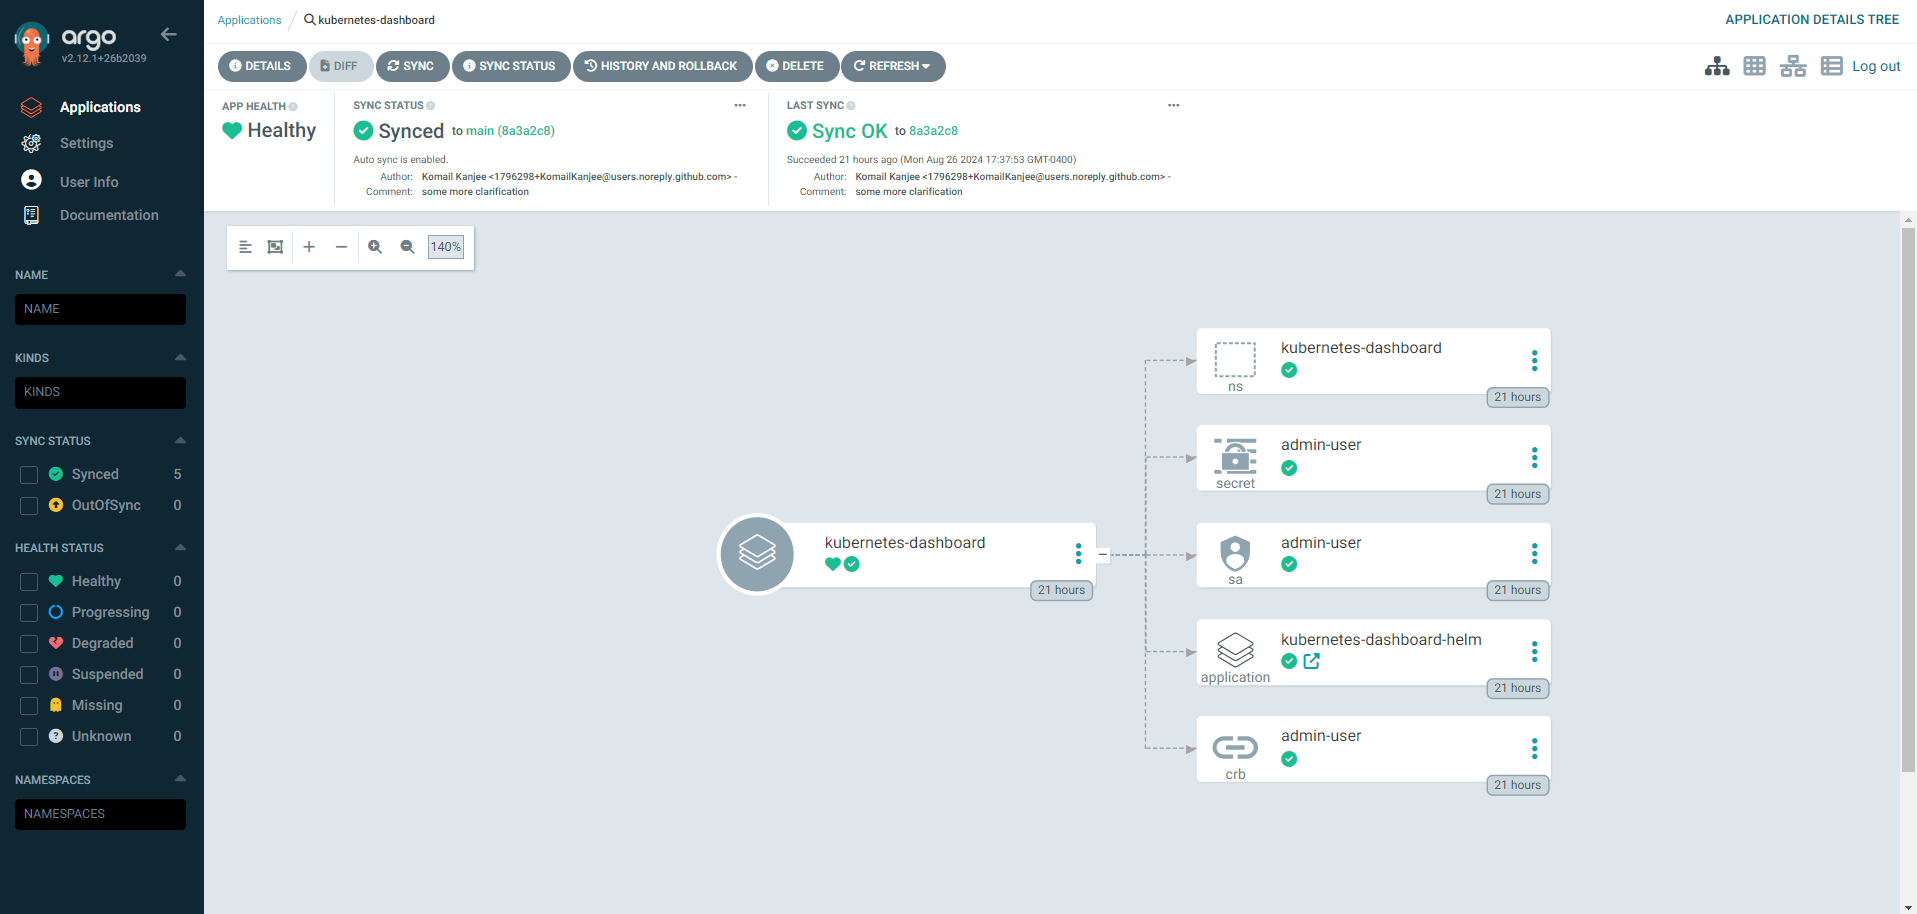 argo
v2.12.1+26b2039
Applications
Settings
User Info
Documentation
NAME
NAME
KINDS
KINDS
SYNC STATUS
Synced 5
OutOfSync 0
HEALTH STATUS
Healthy 0
Progressing 0
Degraded 0
Suspended 0
Missing 0
Unknown 0
NAMESPACES
NAMESPACES
Applications / kubernetes-dashboard
APPLICATION DETAILS TREE
DETAILS DIFF SYNC SYNC STATUS HISTORY AND ROLLBACK DELETE REFRESH
Log out
APP HEALTH
Healthy
SYNC STATUS
Synced to main (8a3a2c8)
Auto sync is enabled.
Author: Komail Kanjee <1796298+KomailKanjee@users.noreply.github.com> -
Comment: some more clarification
LAST SYNC
Sync OK to 8a3a2c8
Succeeded 21 hours ago (Mon Aug 26 2024 17:37:53 GMT-0400)
Author: Komail Kanjee <1796298+KomailKanjee@users.noreply.github.com> -
Comment: some more clarification
140%
kubernetes-dashboard
21 hours
kubernetes-dashboard
ns
21 hours
admin-user
secret
21 hours
admin-user
sa
21 hours
kubernetes-dashboard-helm
application
21 hours
admin-user
crb
21 hours